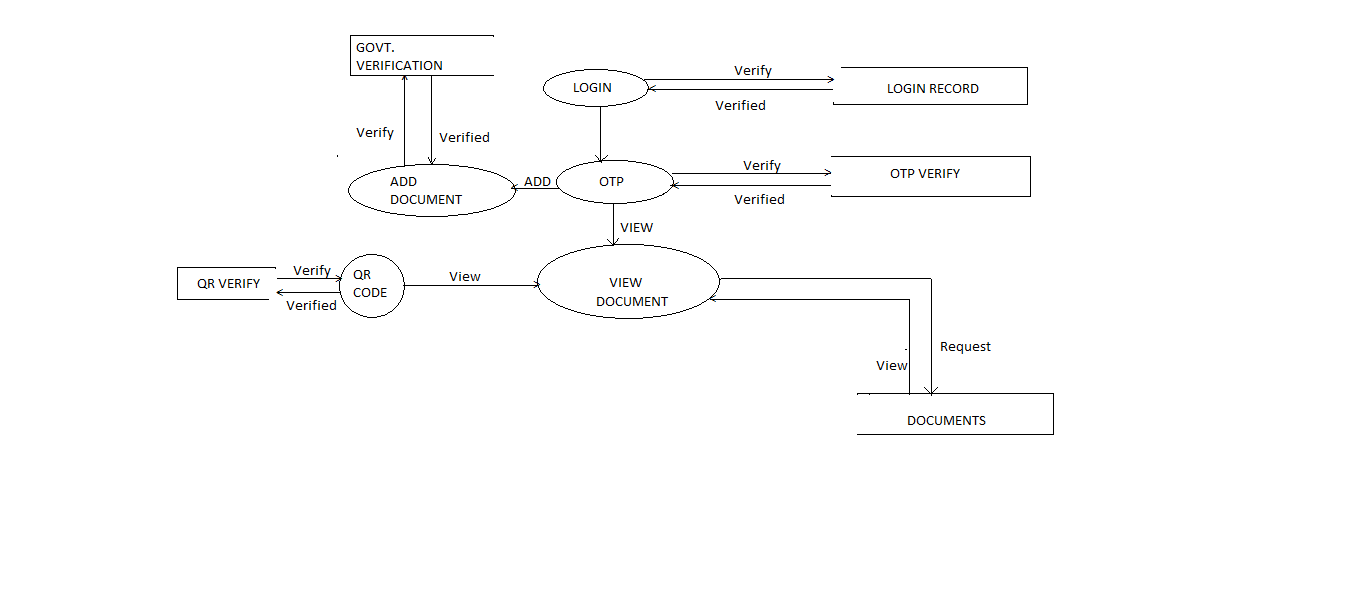 GOVT.
VERIFICATION
Verify
LOGIN
LOGIN RECORD
Verified
Verify
Verified
Verify
ADD
DOCUMENT
ADD
OTP
OTP VERIFY
Verified
VIEW
QR VERIFY
Verify
Verified
QR
CODE
View
VIEW
DOCUMENT
Request
View
DOCUMENTS